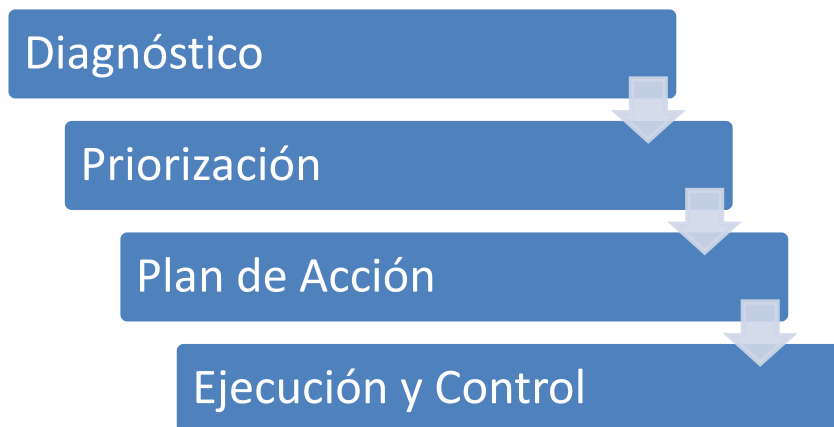 Diagnóstico
Priorización
Plan de Acción
Ejecución y Control